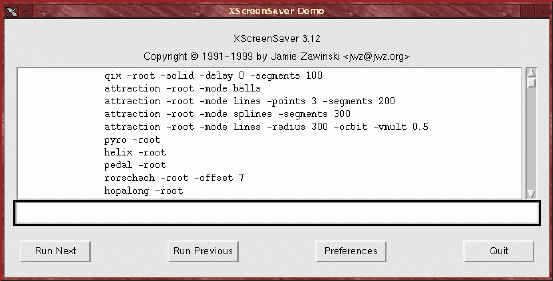 XScreenSaver Demo
XScreenSaver 3.12
Copyright © 1991-1999 by Jamie Zawinski <jwz@jwz.org>
qix -root -solid -delay 0 -segments 100
attraction -root -mode balls
attraction -root -mode lines -points 3 -segments 200
attraction -root -mode splines -segments 300
attraction -root -mode lines -radius 300 -orbit -vmult 0.5
pyro -root
helix -root
pedal -root
rorschach -root -offset 7
hopalong -root
Run Next Run Previous Preferences Quit